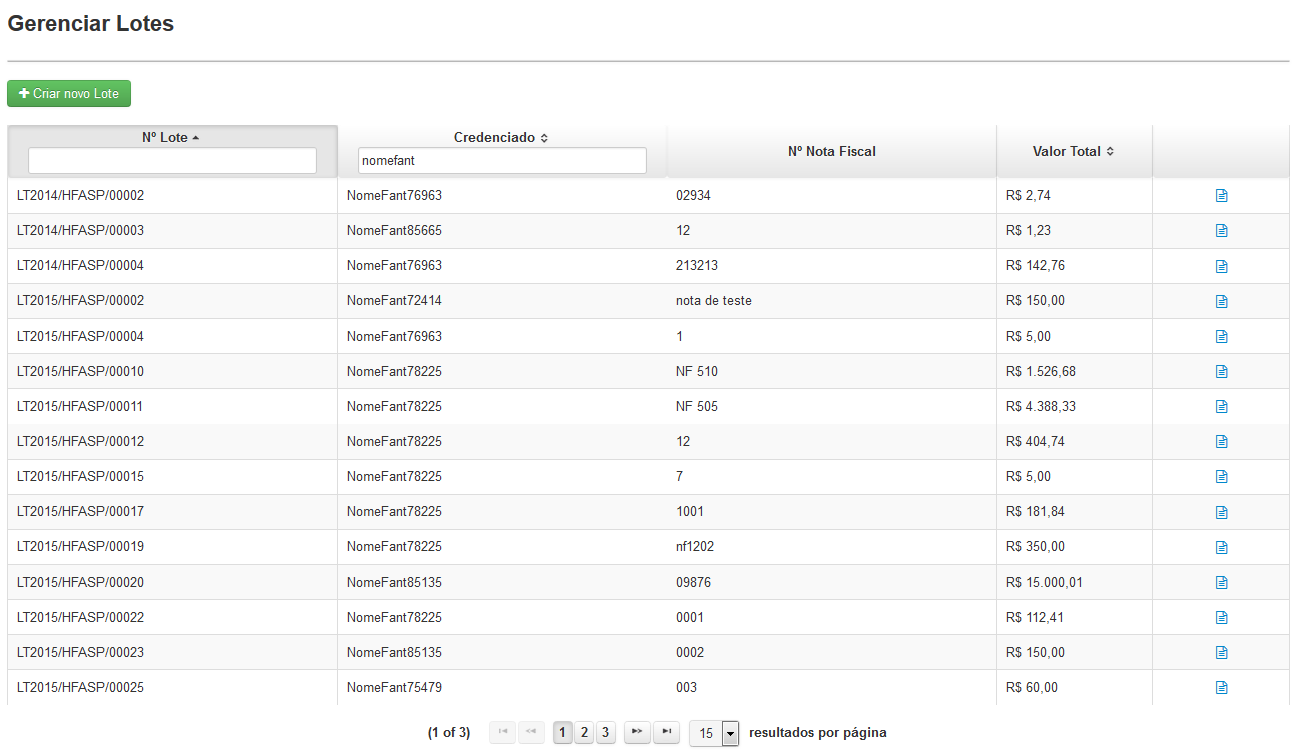 Gerenciar Lotes
Criar novo Lote
Nº Lote Credenciado Nº Nota Fiscal Valor Total
nomefant
LT2014/HFASP/00002 NomeFant76963 02934 R$ 2,74
LT2014/HFASP/00003 NomeFant85665 12 R$ 1,23
LT2014/HFASP/00004 NomeFant76963 213213 R$ 142,76
LT2015/HFASP/00002 NomeFant72414 nota de teste R$ 150,00
LT2015/HFASP/00004 NomeFant76963 1 R$ 5,00
LT2015/HFASP/00010 NomeFant78225 NF 510 R$ 1.526,68
LT2015/HFASP/00011 NomeFant78225 NF 505 R$ 4.388,33
LT2015/HFASP/00012 NomeFant78225 12 R$ 404,74
LT2015/HFASP/00015 NomeFant78225 7 R$ 5,00
LT2015/HFASP/00017 NomeFant78225 1001 R$ 181,84
LT2015/HFASP/00019 NomeFant78225 nf1202 R$ 350,00
LT2015/HFASP/00020 NomeFant85135 09876 R$ 15.000,01
LT2015/HFASP/00022 NomeFant78225 0001 R$ 112,41
LT2015/HFASP/00023 NomeFant85135 0002 R$ 150,00
LT2015/HFASP/00025 NomeFant75479 003 R$ 60,00
(1 of 3) 1 2 3 15 resultados por página